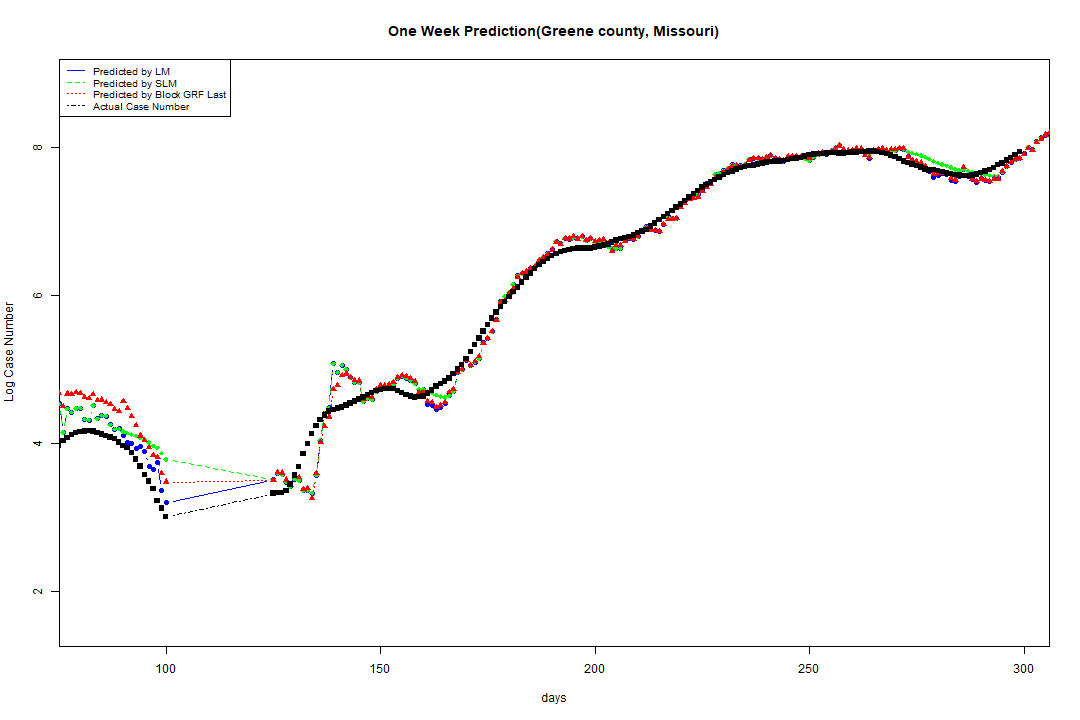 One Week Prediction(Greene county, Missouri)
Predicted by LM
Predicted by SLM
Predicted by Block GRF Last
Actual Case Number
Log Case Number
8
6
4
2
100
150
200
250
300
days